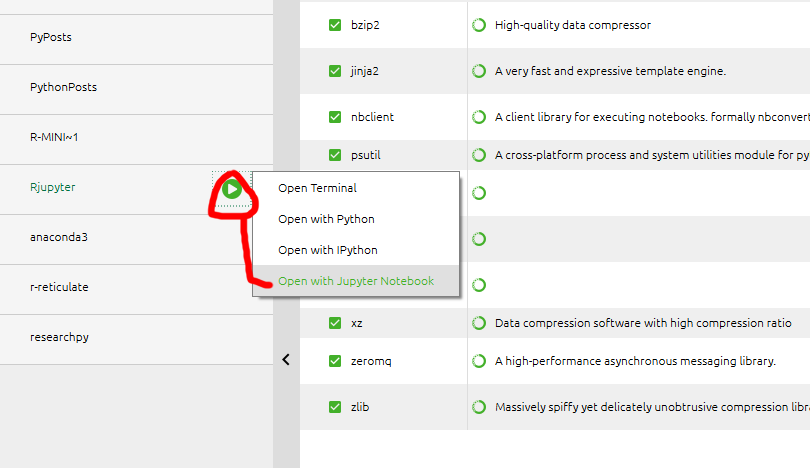 PyPosts
PythonPosts
R-MINI~1
Rjupyter
anaconda3
r-reticulate
researchpy
Open Terminal
Open with Python
Open with IPython
Open with Jupyter Notebook
bzip2 High-quality data compressor
jinja2 A very fast and expressive template engine.
nbclient A client library for executing notebooks. formally nbconvert
psutil A cross-platform process and system utilities module for py
xz Data compression software with high compression ratio
zeromq A high-performance asynchronous messaging library.
zlib Massively spiffy yet delicately unobtrusive compression libr